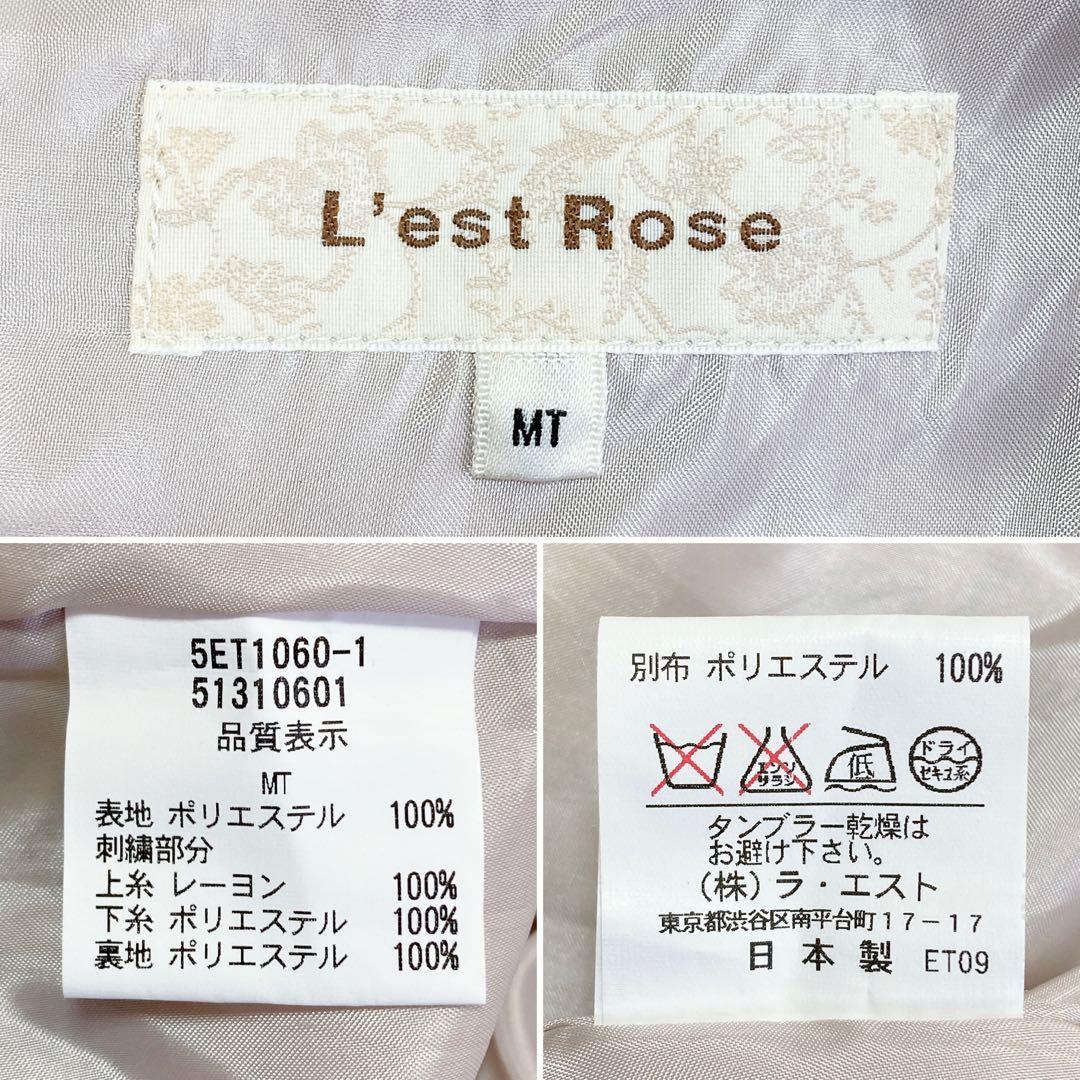 L'est Rose
MT
5ET1060-1
51310601
品質表示
MT
表地 ポリエステル 100%
刺繍部分
上糸 レーヨン 100%
下糸 ポリエステル 100%
裏地 ポリエステル 100%
別布 ポリエステル 100%
エンソ
サラシ
低
ドライ
セキユ系
タンブラー乾燥は
お避け下さい。
(株)ラ・エスト
東京都渋谷区南平台町17-17
日本製 ET09